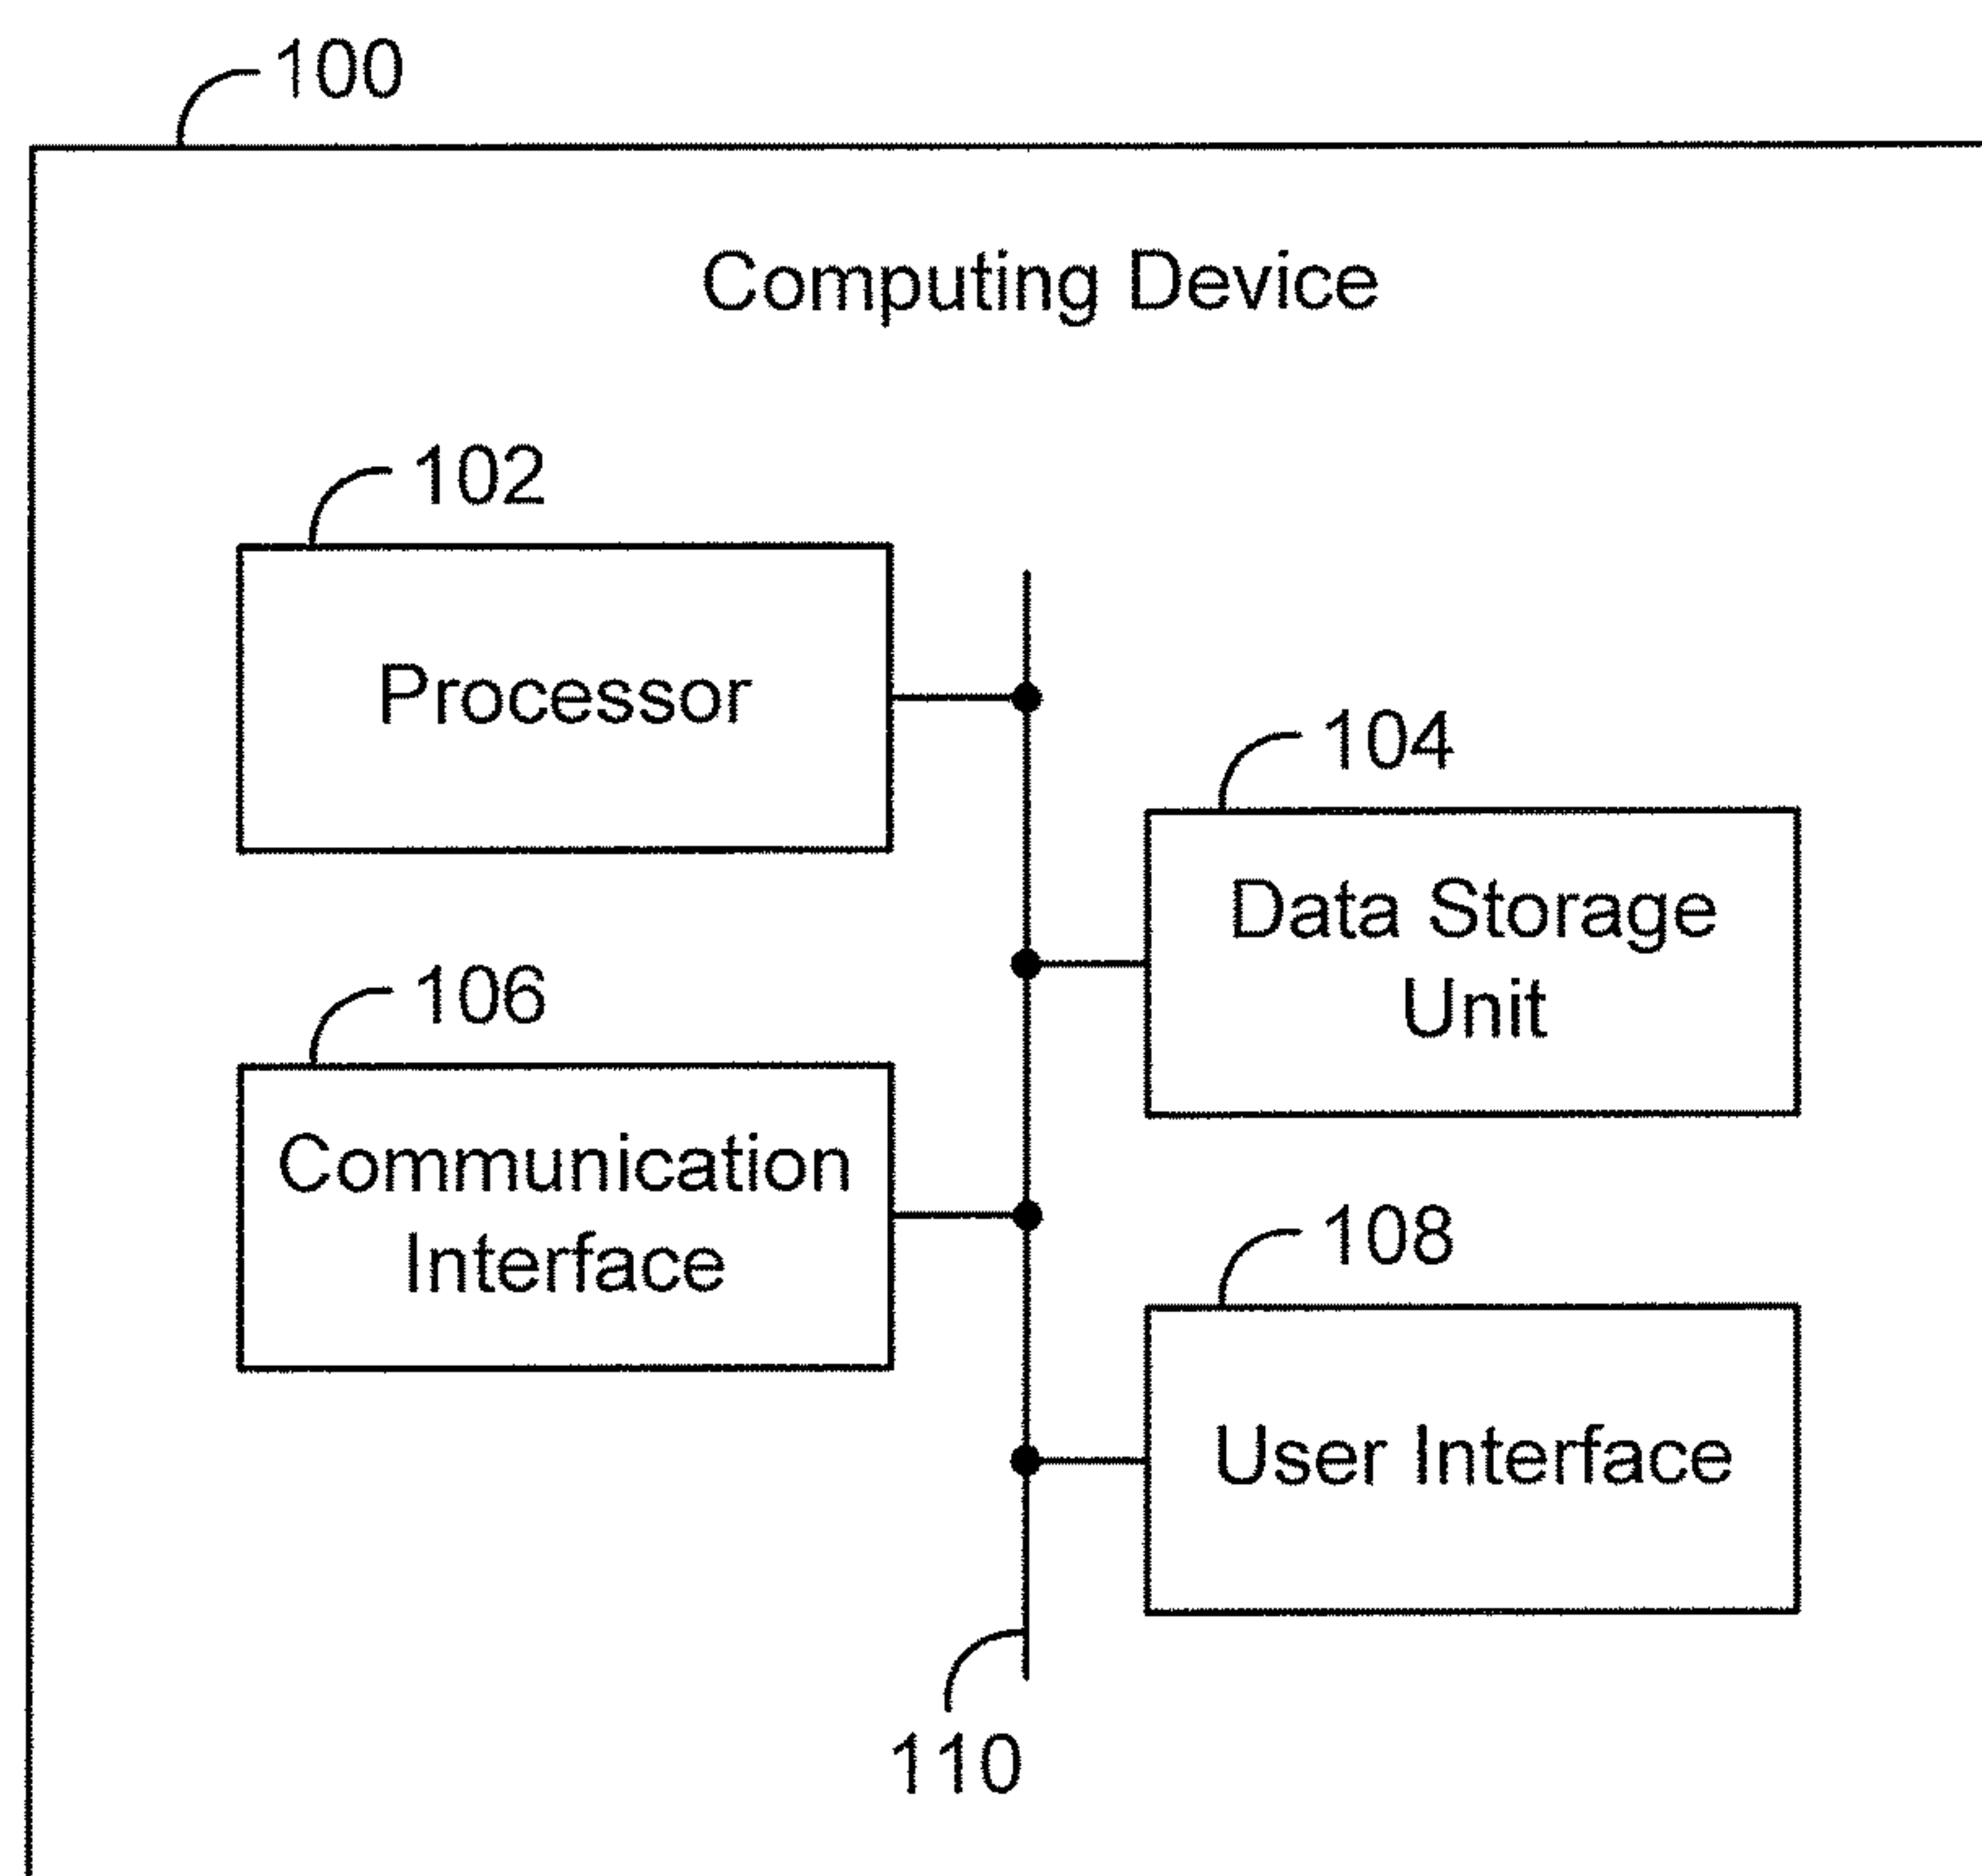 100
Computing Device
102
Processor
104
Data Storage
Unit
106
Communication
Interface
108
User Interface
110